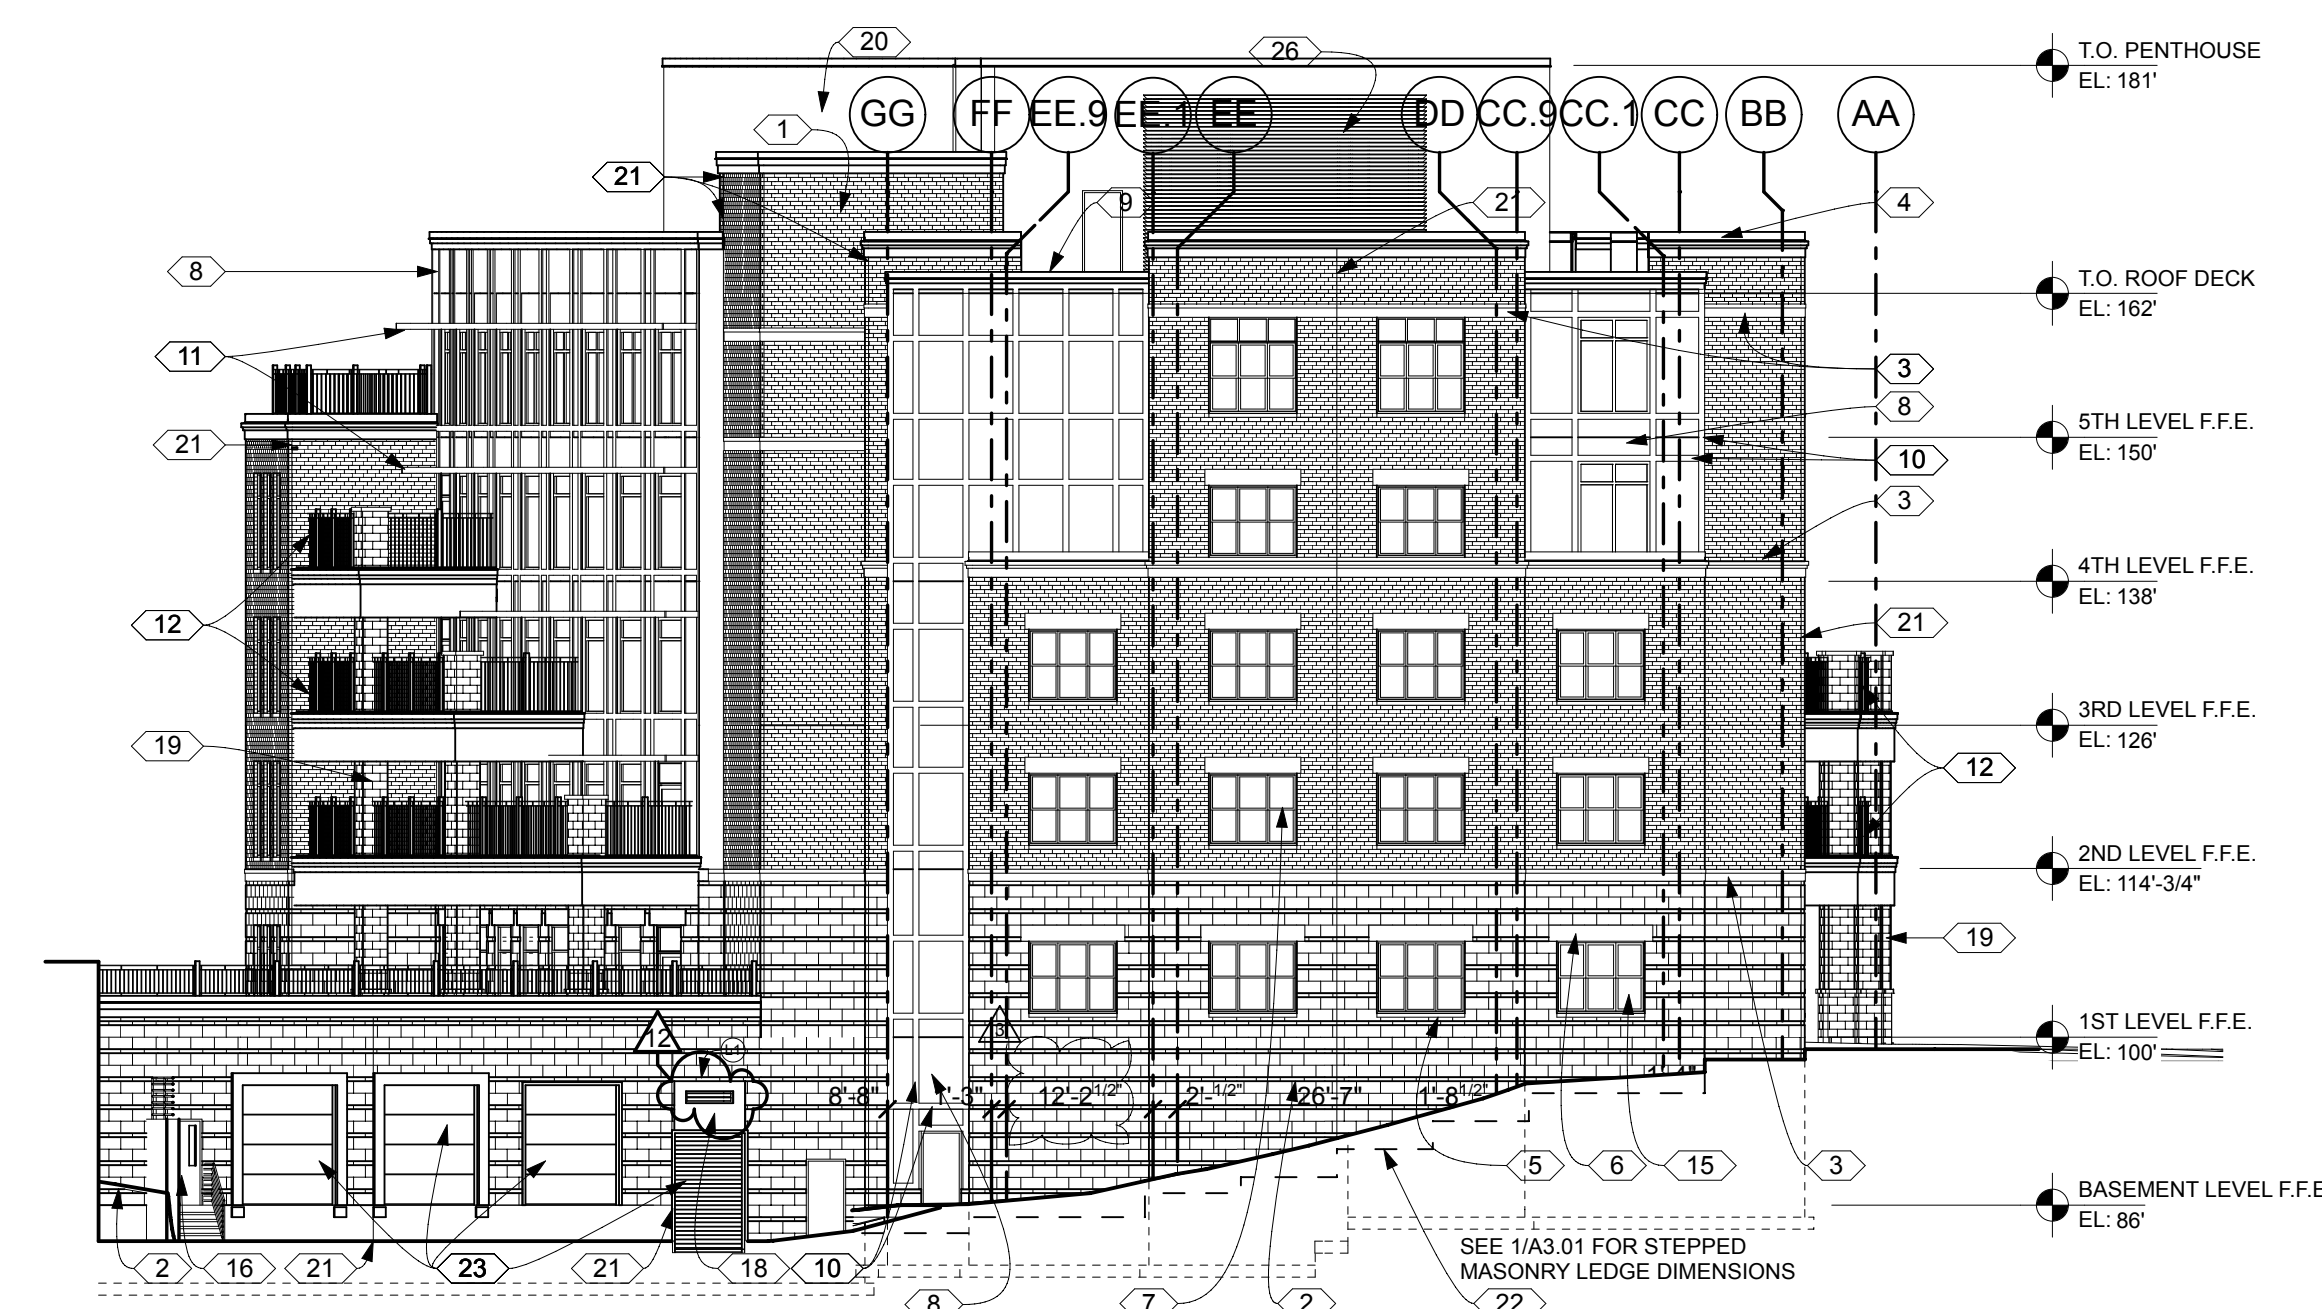 20
26
T.O. PENTHOUSE
EL: 181'
GG
FF
EE.9
EE.1
EE
DD
CC.9
CC.1
CC
BB
AA
1
21
9
21
4
8
T.O. ROOF DECK
EL: 162'
11
3
8
5TH LEVEL F.F.E.
EL: 150'
21
10
3
4TH LEVEL F.F.E.
EL: 138'
12
21
3RD LEVEL F.F.E.
EL: 126'
19
12
2ND LEVEL F.F.E.
EL: 114'-3/4"
19
1ST LEVEL F.F.E.
EL: 100'
12
L1
3
8'-8"
1'-3"
12'-2 1/2"
2'- 1/2"
26'-7"
1'-8 1/2"
5
6
15
3
BASEMENT LEVEL F.F.E
EL: 86'
SEE 1/A3.01 FOR STEPPED
MASONRY LEDGE DIMENSIONS
2
16
21
23
21
18
10
8
7
2
22